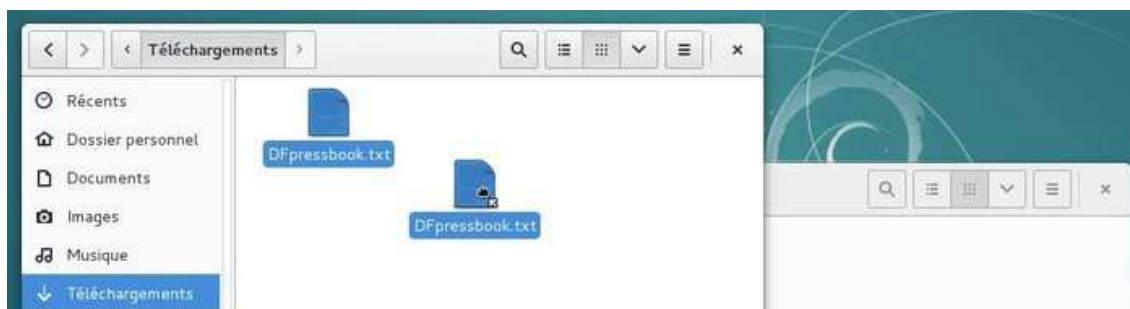 Téléchargements
Récents
Dossier personnel
Documents
Images
Musique
Téléchargements
DFpressbook.txt
DFpressbook.txt